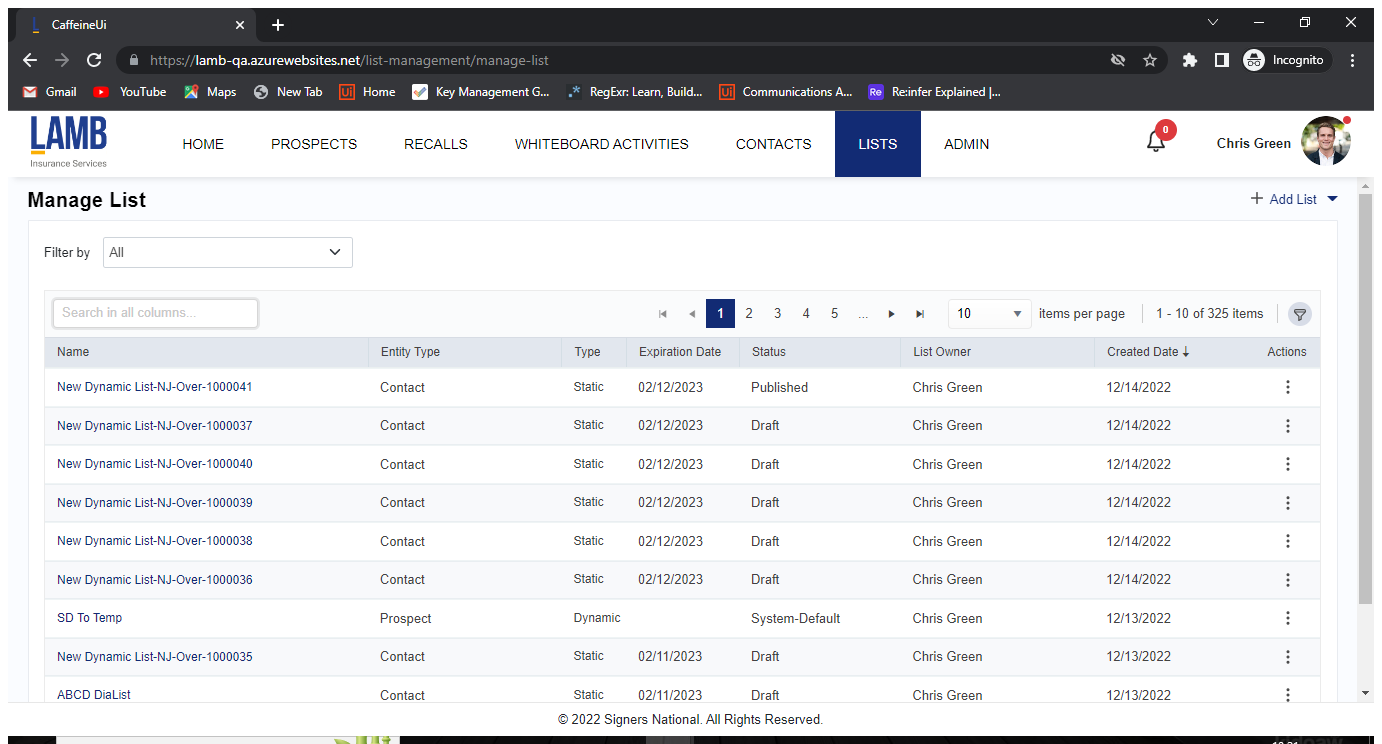 CaffeineUi
https://lamb-qa.azurewebsites.net/list-management/manage-list
Incognito
Gmail YouTube Maps New Tab Home Key Management G... RegExr: Learn, Build... Communications A... Reinfer Explained |...
LAMB
Insurance Services
HOME PROSPECTS RECALLS WHITEBOARD ACTIVITIES CONTACTS LISTS ADMIN 0 Chris Green
Manage List
+ Add List
Filter by All
Search in all columns... 1 2 3 4 5 ... 10 items per page 1 - 10 of 325 items
Name Entity Type Type Expiration Date Status List Owner Created Date Actions
New Dynamic List-NJ-Over-1000041 Contact Static 02/12/2023 Published Chris Green 12/14/2022
New Dynamic List-NJ-Over-1000037 Contact Static 02/12/2023 Draft Chris Green 12/14/2022
New Dynamic List-NJ-Over-1000040 Contact Static 02/12/2023 Draft Chris Green 12/14/2022
New Dynamic List-NJ-Over-1000039 Contact Static 02/12/2023 Draft Chris Green 12/14/2022
New Dynamic List-NJ-Over-1000038 Contact Static 02/12/2023 Draft Chris Green 12/14/2022
New Dynamic List-NJ-Over-1000036 Contact Static 02/12/2023 Draft Chris Green 12/14/2022
SD To Temp Prospect Dynamic System-Default Chris Green 12/13/2022
New Dynamic List-NJ-Over-1000035 Contact Static 02/11/2023 Draft Chris Green 12/13/2022
ABCD DiaList Contact Static 02/11/2023 Draft Chris Green 12/13/2022
© 2022 Signers National. All Rights Reserved.